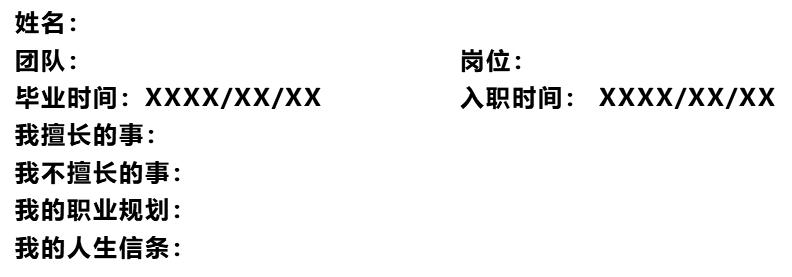 姓名：
团队： 岗位：
毕业时间：XXXX/XX/XX 入职时间： XXXX/XX/XX
我擅长的事：
我不擅长的事：
我的职业规划：
我的人生信条：